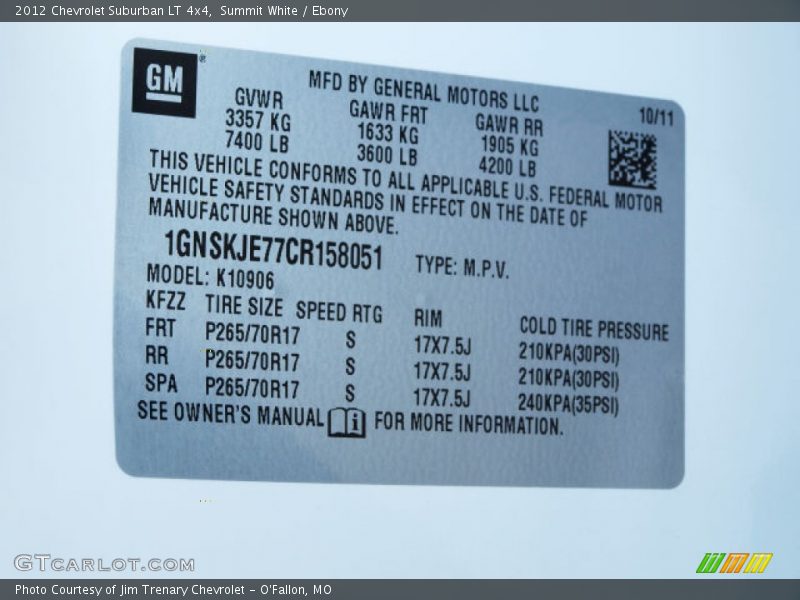 2012 Chevrolet Suburban LT 4x4, Summit White / Ebony
GM ®
MFD BY GENERAL MOTORS LLC
10/11
GVWR GAWR FRT GAWR RR
3357 KG 1633 KG 1905 KG
7400 LB 3600 LB 4200 LB
THIS VEHICLE CONFORMS TO ALL APPLICABLE U.S. FEDERAL MOTOR
VEHICLE SAFETY STANDARDS IN EFFECT ON THE DATE OF
MANUFACTURE SHOWN ABOVE.
1GNSKJE77CR158051 TYPE: M.P.V.
MODEL: K10906
KFZZ TIRE SIZE SPEED RTG RIM COLD TIRE PRESSURE
FRT P265/70R17 S 17X7.5J 210KPA(30PSI)
RR P265/70R17 S 17X7.5J 210KPA(30PSI)
SPA P265/70R17 S 17X7.5J 240KPA(35PSI)
SEE OWNER'S MANUAL i FOR MORE INFORMATION.
GTCARLOT.COM
Photo Courtesy of Jim Trenary Chevrolet - O'Fallon, MO